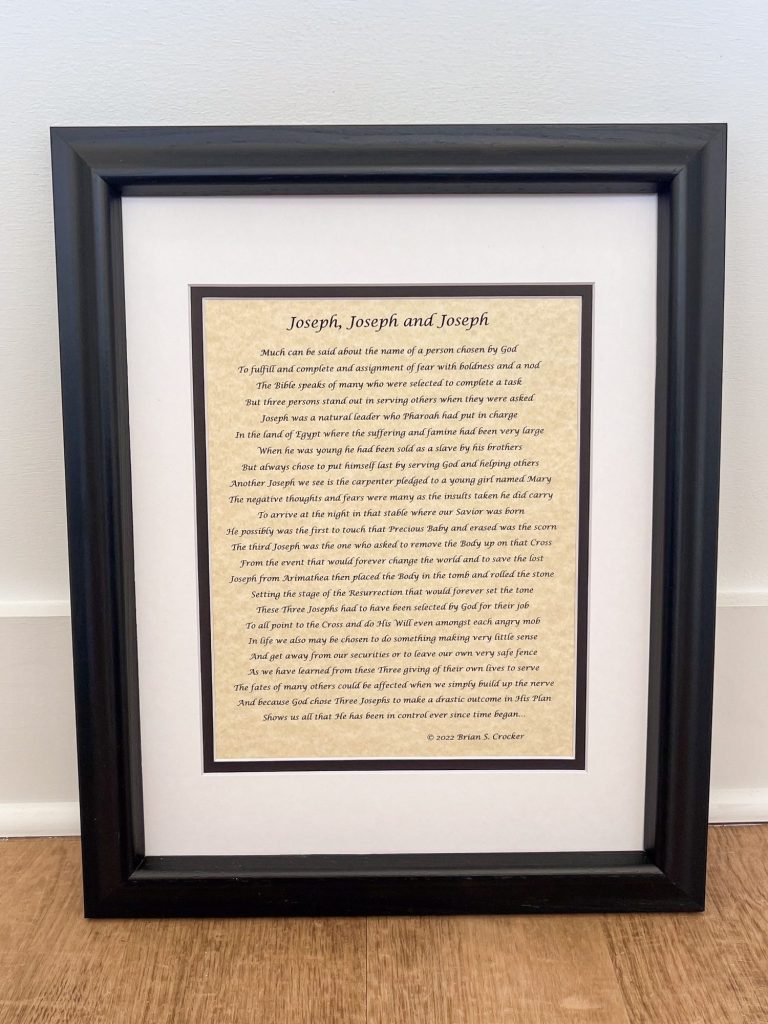 Joseph, Joseph and Joseph
Much can be said about the name of a person chosen by God
To fulfill and complete and assignment of fear with boldness and a nod
The Bible speaks of many who were selected to complete a task
But three persons stand out in serving others when they were asked
Joseph was a natural leader who Pharoah had put in charge
In the land of Egypt where the suffering and famine had been very large
When he was young he had been sold as a slave by his brothers
But always chose to put himself last by serving God and helping others
Another Joseph we see is the carpenter pledged to a young girl named Mary
The negative thoughts and fears were many as the insults taken he did carry
To arrive at the night in that stable where our Savior was born
He possibly was the first to touch that Precious Baby and erased was the scorn
The third Joseph was the one who asked to remove the Body up on that Cross
From the event that would forever change the world and to save the lost
Joseph from Arimathea then placed the Body in the tomb and rolled the stone
Setting the stage of the Resurrection that would forever set the tone
These Three Josephs had to have been selected by God for their job
To all point to the Cross and do His Will even amongst each angry mob
In life we also may be chosen to do something making very little sense
And get away from our securities or to leave our own very safe fence
As we have learned from these Three giving of their own lives to serve
The fates of many others could be affected when we simply build up the nerve
And because God chose Three Josephs to make a drastic outcome in His Plan
Shows us all that He has been in control ever since time began...
© 2022 Brian S. Crocker